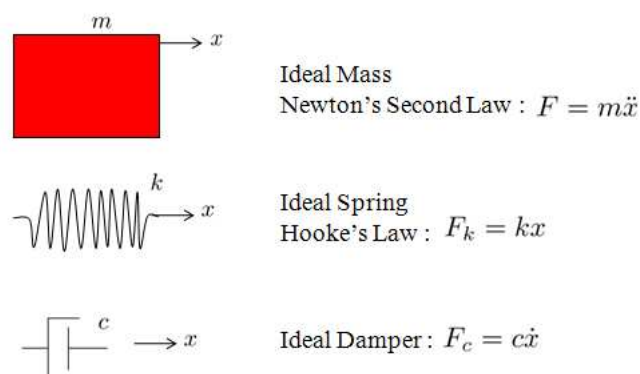 m
x
Ideal Mass
Newton's Second Law : F = mẍ
k
x
Ideal Spring
Hooke's Law : F_k = kx
c
x
Ideal Damper : F_c = cẋ